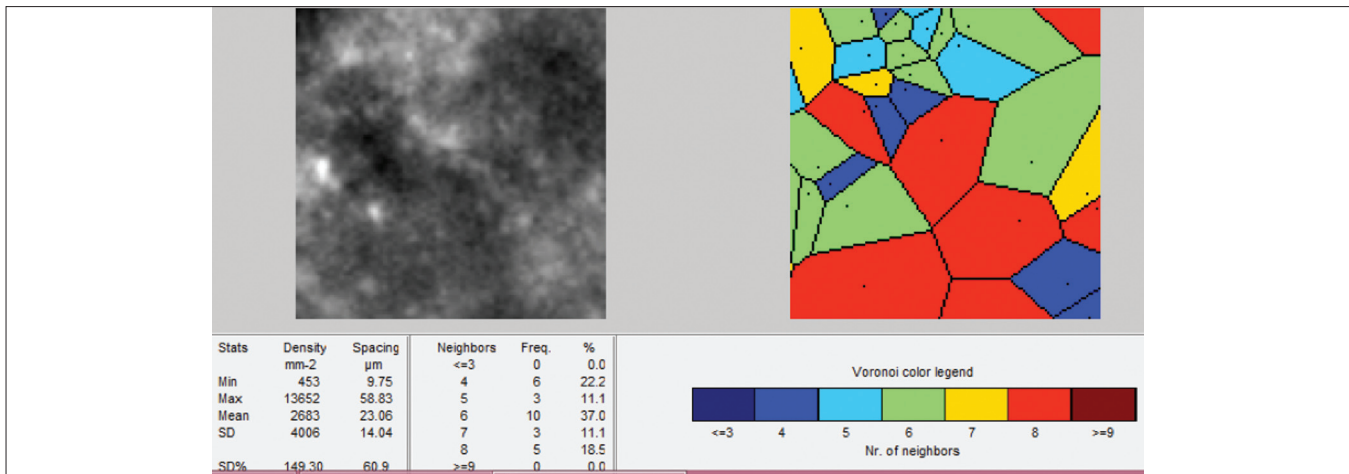 Stats Density Spacing Neighbors Freq. %
mm-2 µm <=3 0 0.0
Min 453 9.75 4 6 22.2
Max 13652 58.83 5 3 11.1
Mean 2683 23.06 6 10 37.0
SD 4006 14.04 7 3 11.1
8 5 18.5
SD% 149.30 60.9 >=9 0 0.0
Voronoi color legend
<=3 4 5 6 7 8 >=9
Nr. of neighbors